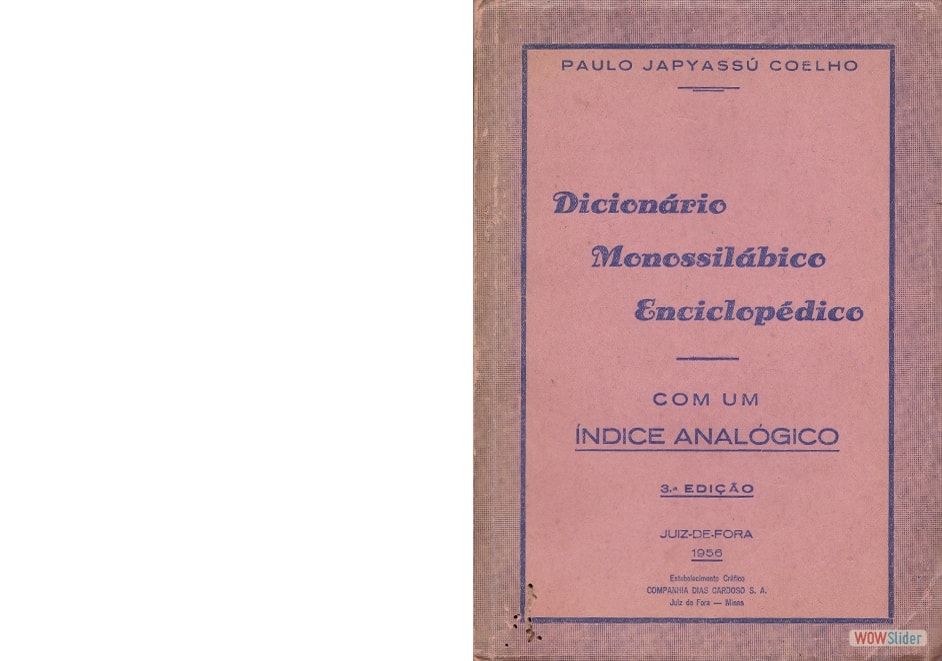 PAULO JAPYASSÚ COELHO
Dicionário
Monossilábico
Enciclopédico
COM UM
ÍNDICE ANALÓGICO
3.ª EDIÇÃO
JUIZ-DE-FORA
1956
Estabelecimento Gráfico
COMPANHIA DIAS CARDOSO S. A.
Juiz de Fora — Minas
WOWSlider